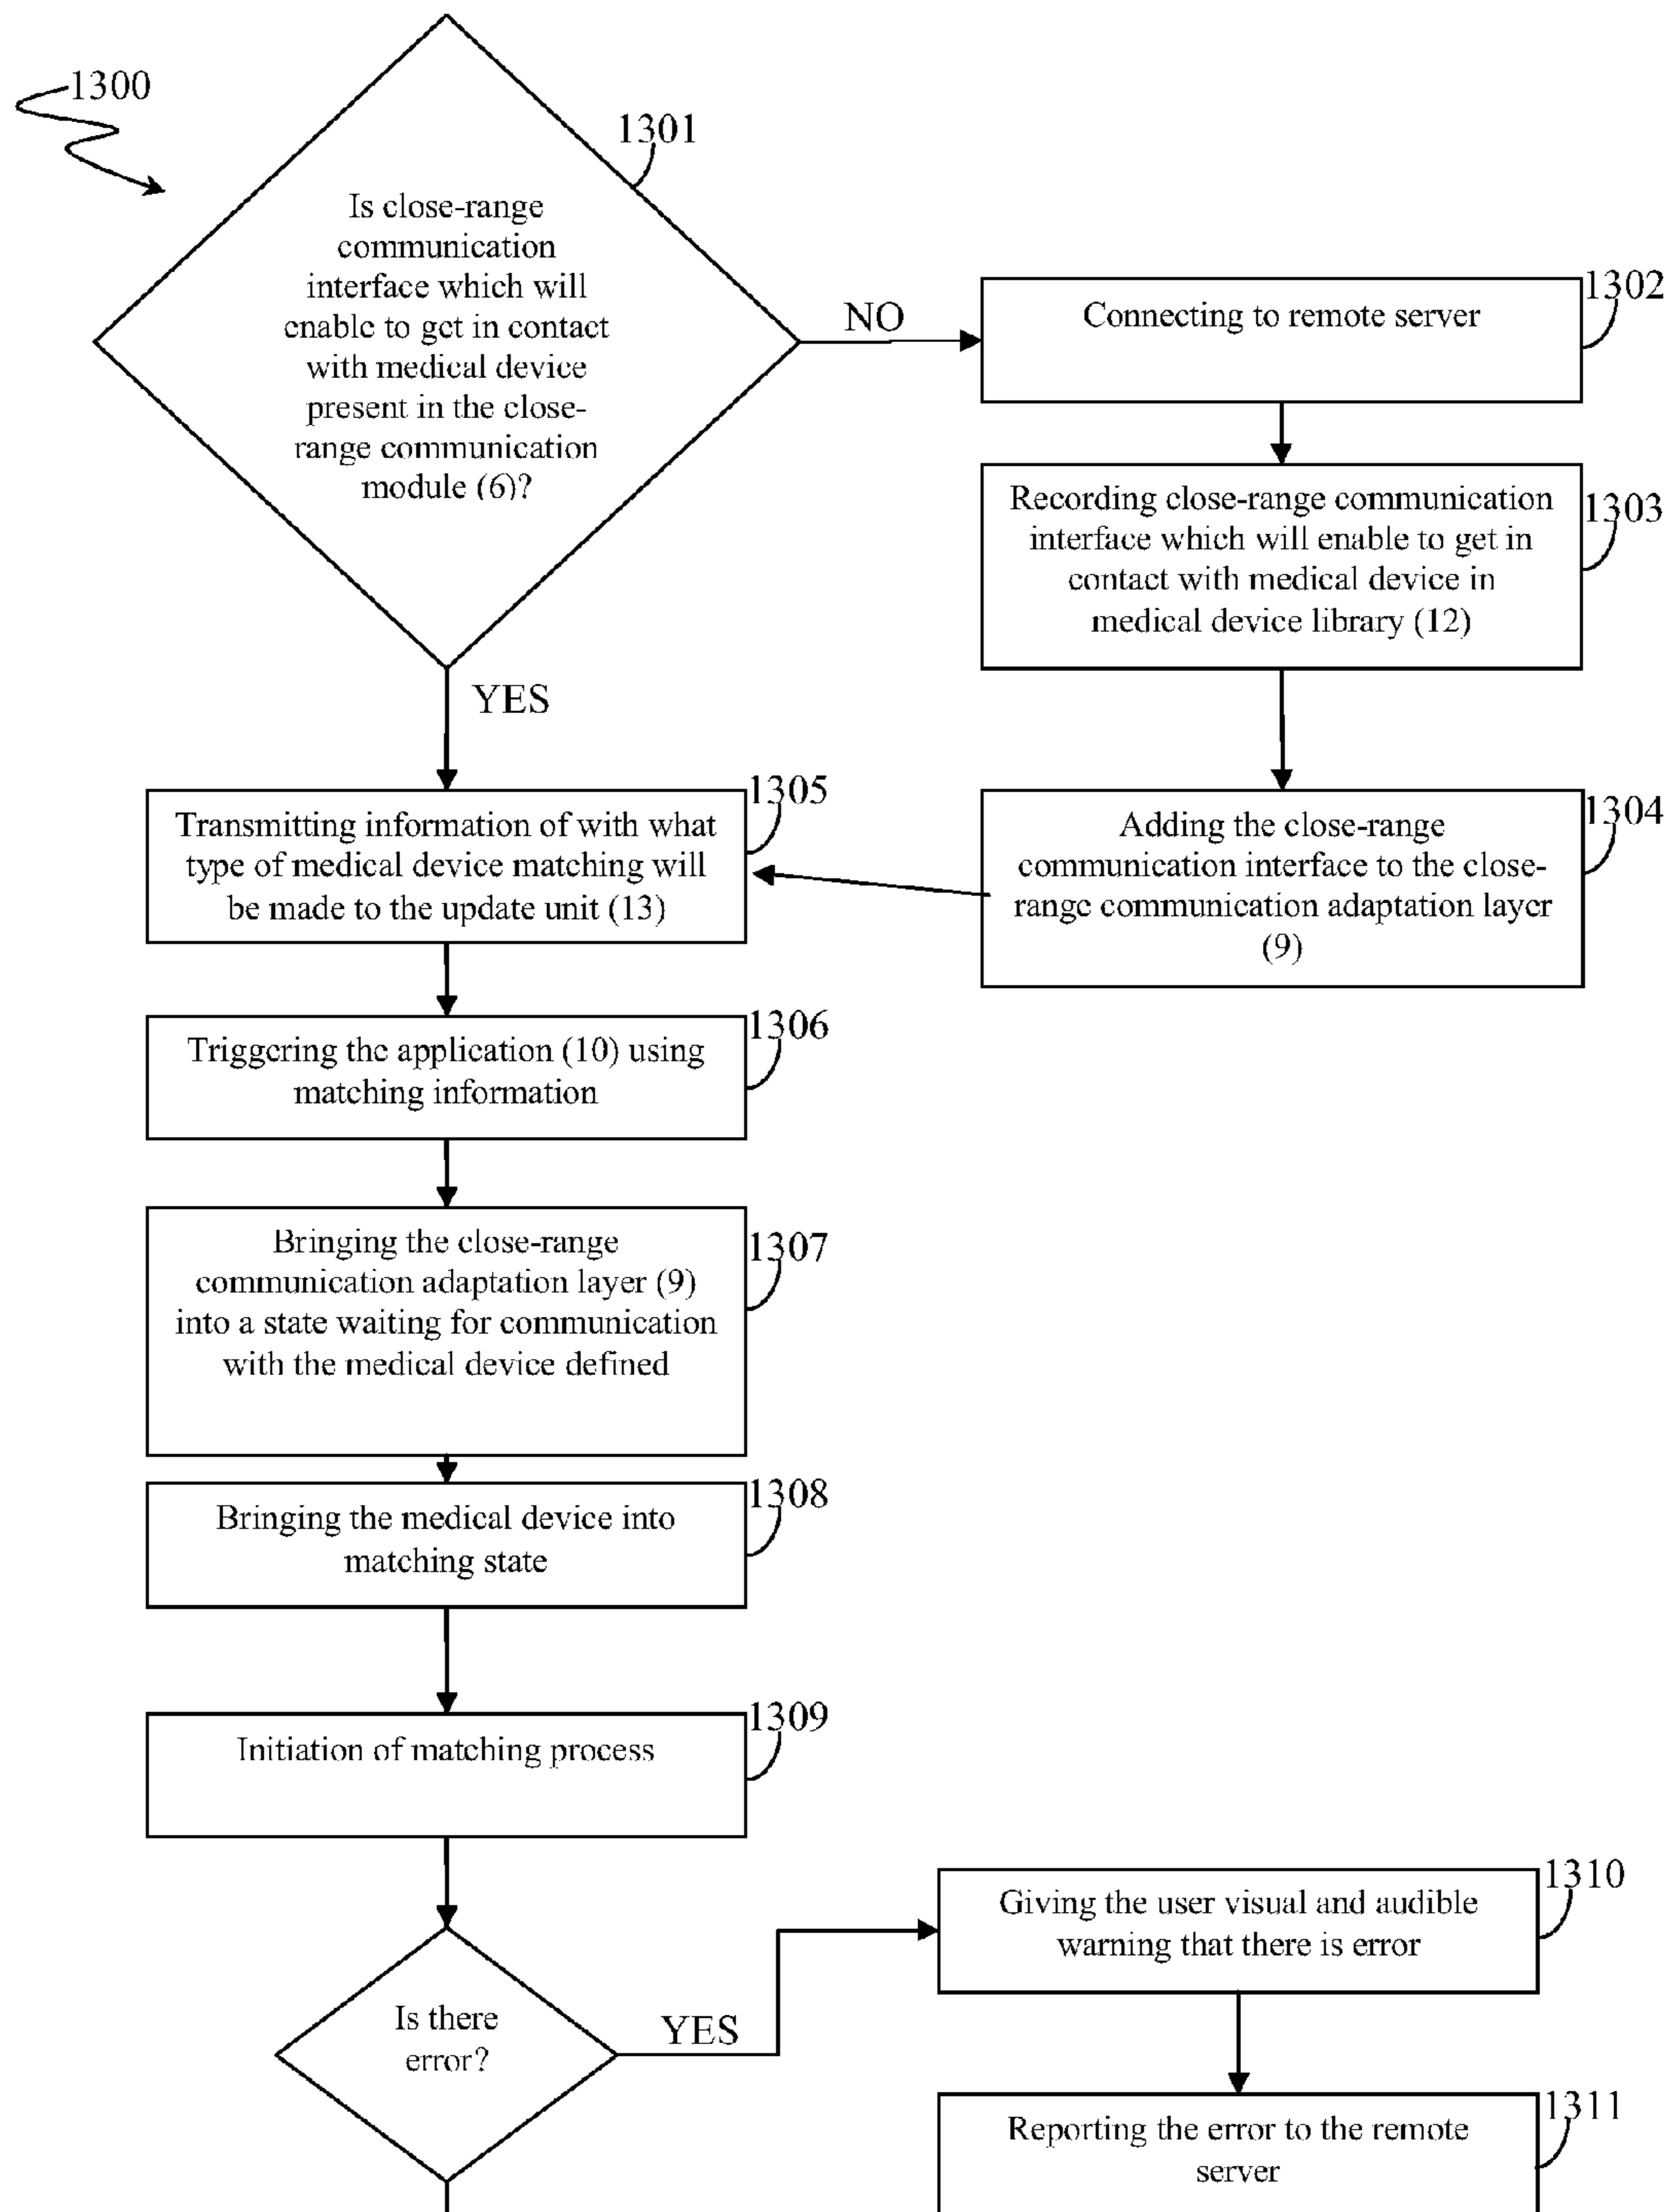 1300
1301
Is close-range
communication
interface which will
enable to get in contact
with medical device
present in the close-
range communication
module (6)?
NO
1302
Connecting to remote server
1303
Recording close-range communication
interface which will enable to get in
contact with medical device in
medical device library (12)
YES
1305
Transmitting information of with what
type of medical device matching will
be made to the update unit (13)
1304
Adding the close-range
communication interface to the close-
range communication adaptation layer
(9)
1306
Triggering the application (10) using
matching information
1307
Bringing the close-range
communication adaptation layer (9)
into a state waiting for communication
with the medical device defined
1308
Bringing the medical device into
matching state
1309
Initiation of matching process
1310
Giving the user visual and audible
warning that there is error
Is there
error?
YES
1311
Reporting the error to the remote
server